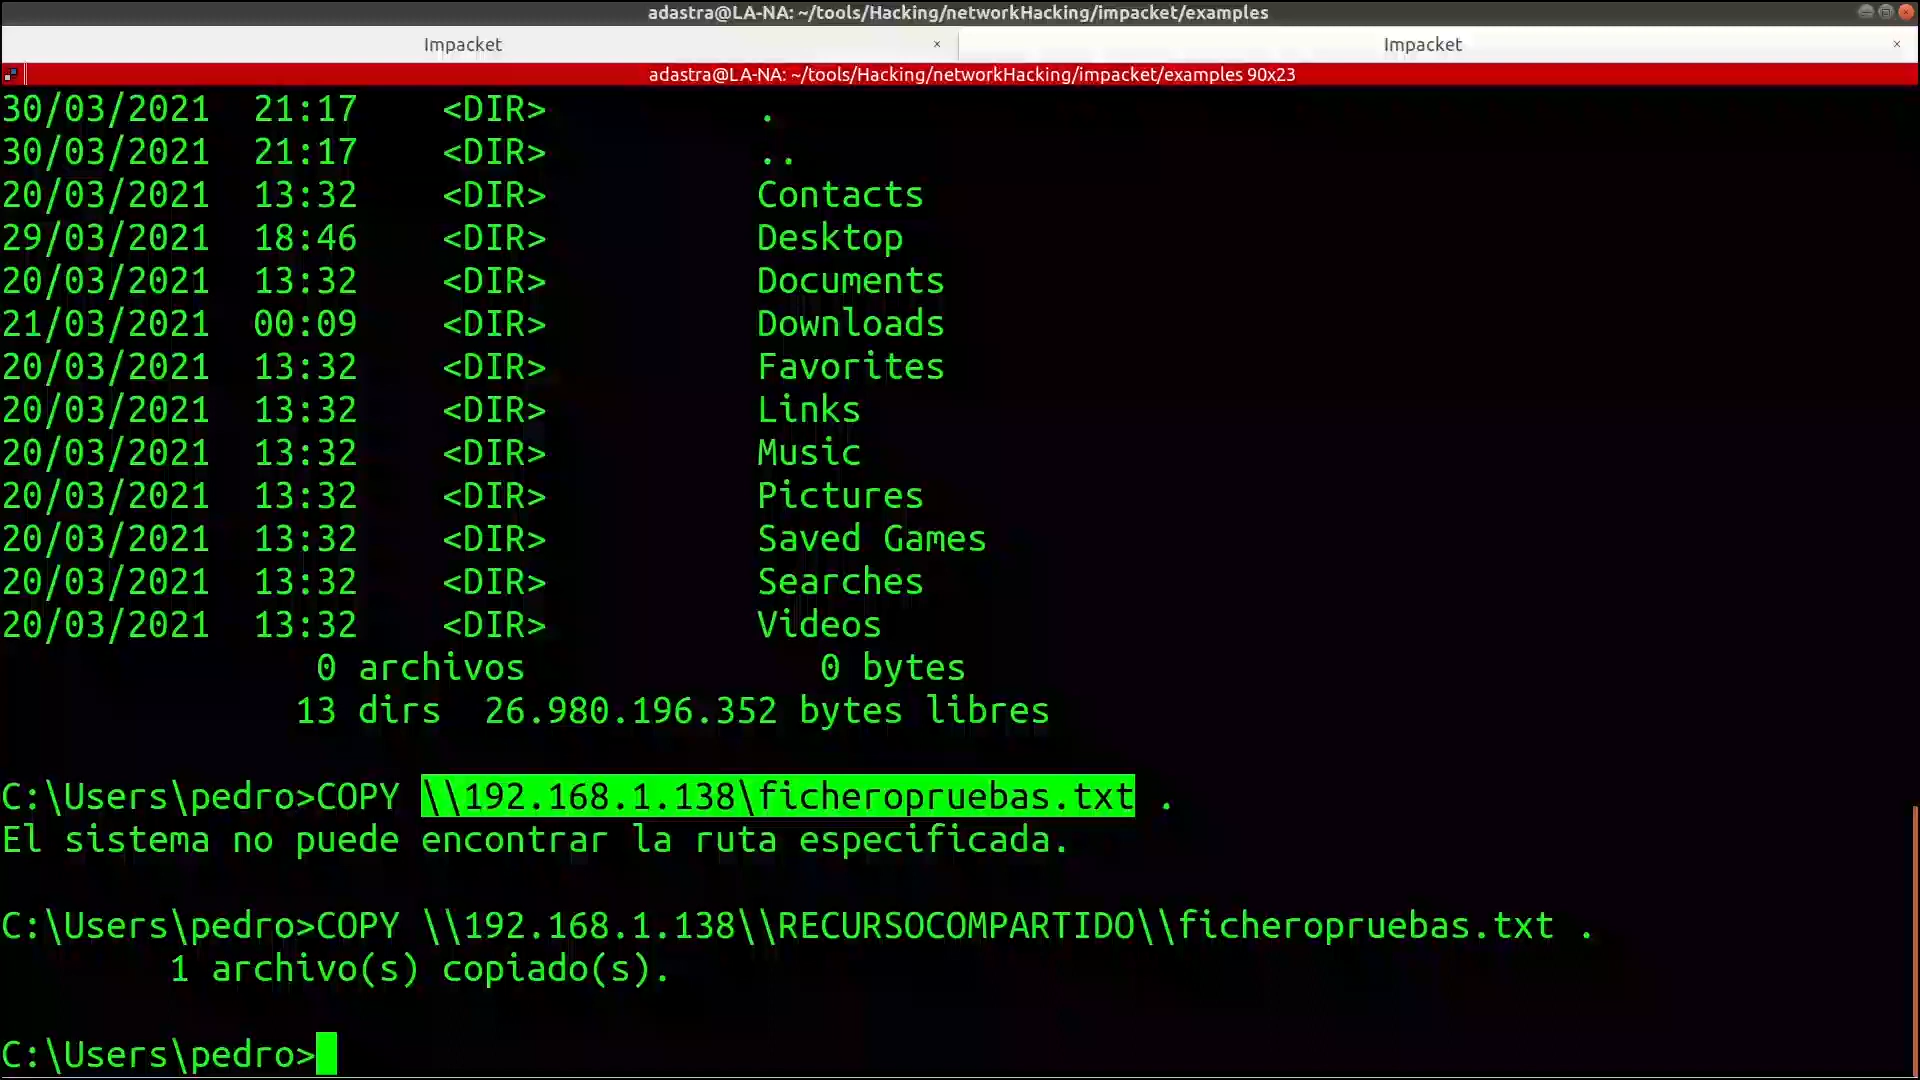 adastra@LA-NA: ~/tools/Hacking/networkHacking/impacket/examples
Impacket × Impacket ×
adastra@LA-NA: ~/tools/Hacking/networkHacking/impacket/examples 90x23
30/03/2021  21:17    <DIR>          .
30/03/2021  21:17    <DIR>          ..
20/03/2021  13:32    <DIR>          Contacts
29/03/2021  18:46    <DIR>          Desktop
20/03/2021  13:32    <DIR>          Documents
21/03/2021  00:09    <DIR>          Downloads
20/03/2021  13:32    <DIR>          Favorites
20/03/2021  13:32    <DIR>          Links
20/03/2021  13:32    <DIR>          Music
20/03/2021  13:32    <DIR>          Pictures
20/03/2021  13:32    <DIR>          Saved Games
20/03/2021  13:32    <DIR>          Searches
20/03/2021  13:32    <DIR>          Videos
               0 archivos              0 bytes
              13 dirs  26.980.196.352 bytes libres
C:\Users\pedro>COPY \\192.168.1.138\ficheropruebas.txt .
El sistema no puede encontrar la ruta especificada.
C:\Users\pedro>COPY \\192.168.1.138\\RECURSOCOMPARTIDO\\ficheropruebas.txt .
        1 archivo(s) copiado(s).
C:\Users\pedro>